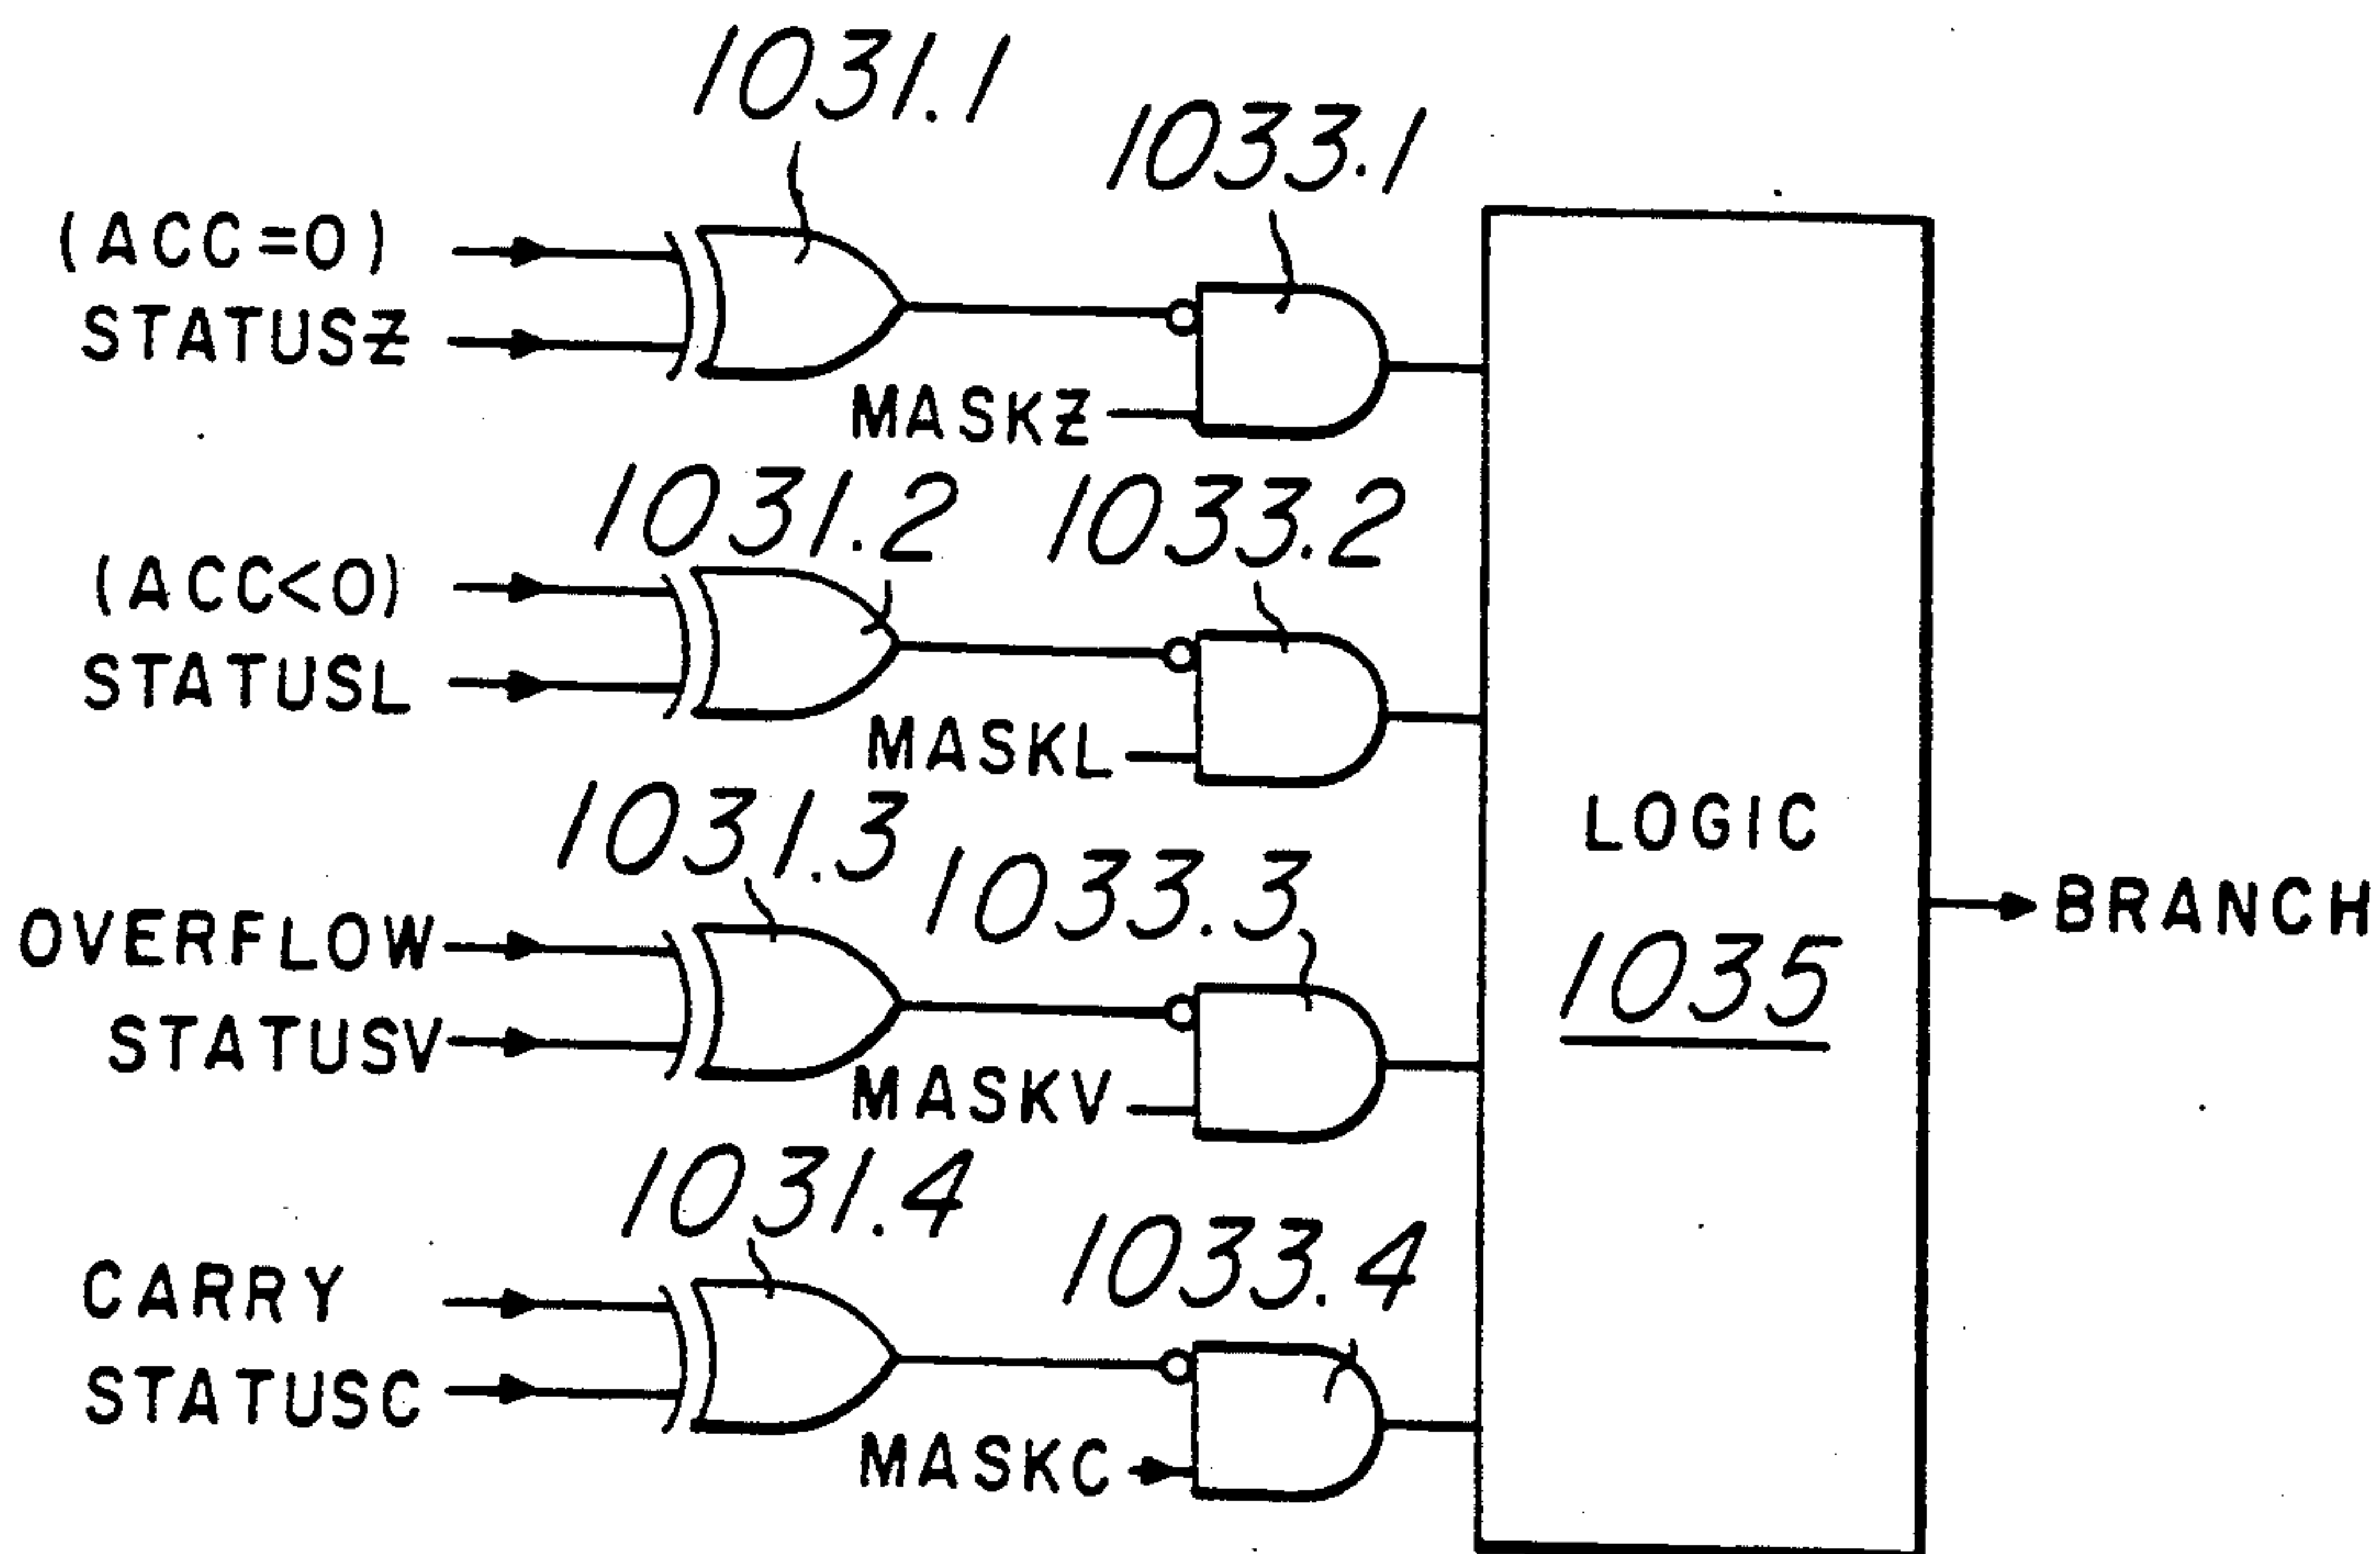 1031.1
1033.1
(ACC=0)
STATUSZ
MASKZ
1031.2
1033.2
(ACC<0)
STATUSL
MASKL
1031.3
1033.3
LOGIC
1035
BRANCH
OVERFLOW
STATUSV
MASKV
1031.4
1033.4
CARRY
STATUSC
MASKC